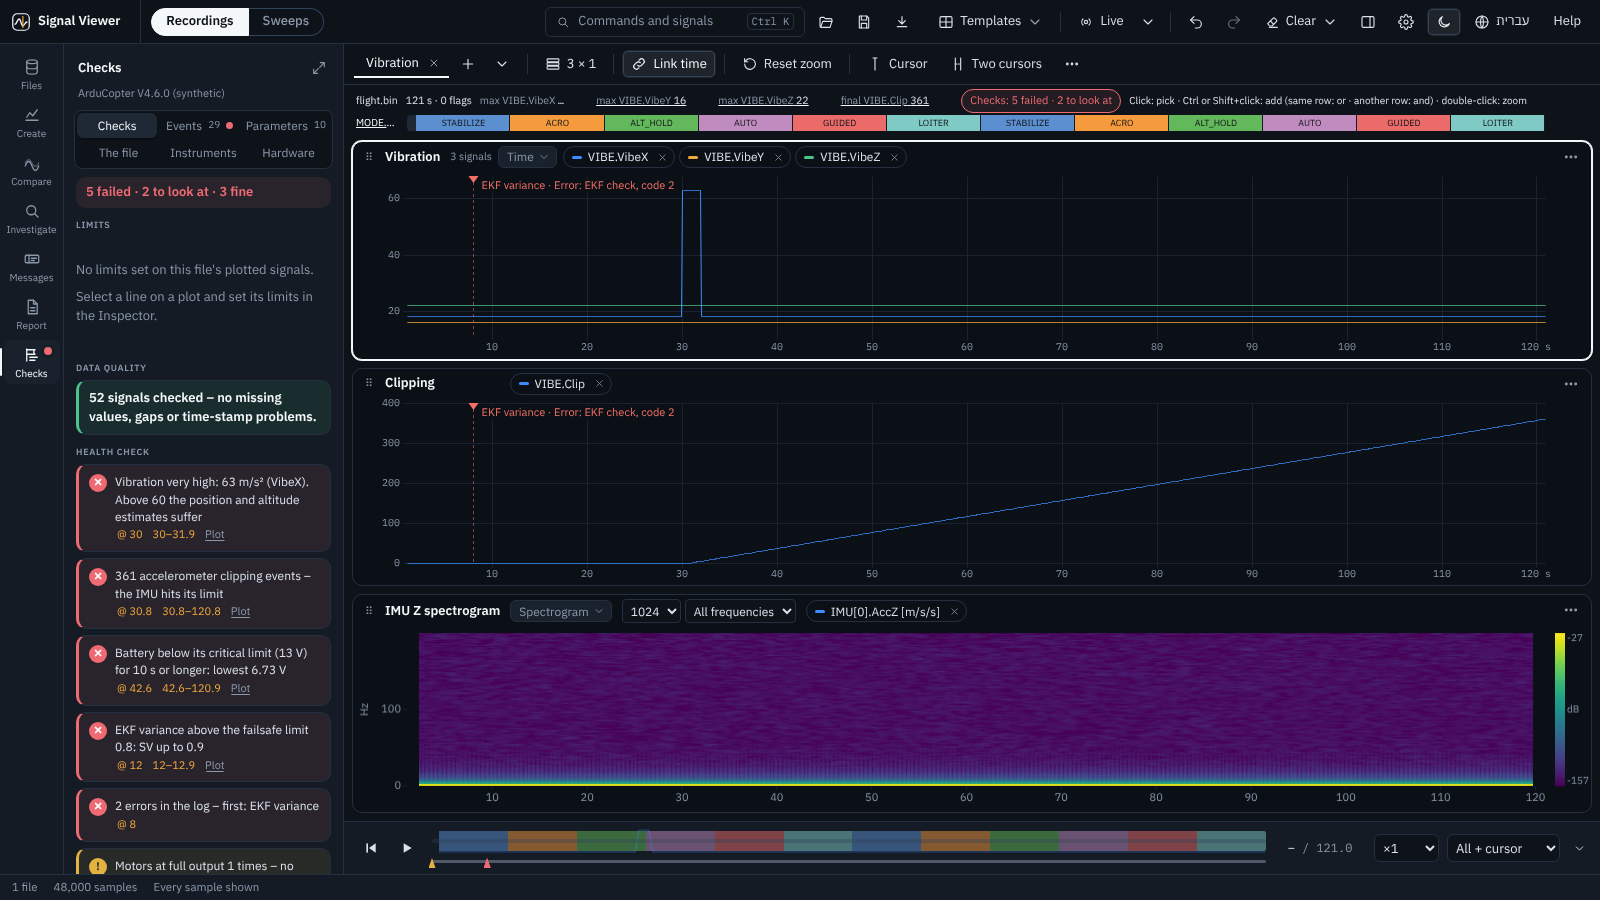 Signal Viewer
Recordings
Sweeps
Commands and signals
Ctrl K
Templates
Live
Clear
עברית
Help
Files
Create
Compare
Investigate
Messages
Report
Checks
Checks
ArduCopter V4.6.0 (synthetic)
Checks
Events 29
Parameters 10
The file
Instruments
Hardware
5 failed · 2 to look at · 3 fine
LIMITS
No limits set on this file's plotted signals.
Select a line on a plot and set its limits in
the Inspector.
DATA QUALITY
52 signals checked – no missing
values, gaps or time-stamp problems.
HEALTH CHECK
Vibration very high: 63 m/s² (VibeX).
Above 60 the position and altitude
estimates suffer
@ 30 30–31.9 Plot
361 accelerometer clipping events –
the IMU hits its limit
@ 30.8 30.8–120.8 Plot
Battery below its critical limit (13 V)
for 10 s or longer: lowest 6.73 V
@ 42.6 42.6–120.9 Plot
EKF variance above the failsafe limit
0.8: SV up to 0.9
@ 12 12–12.9 Plot
2 errors in the log – first: EKF variance
@ 8
Motors at full output 1 times – no
Vibration
3 × 1
Link time
Reset zoom
Cursor
Two cursors
flight.bin 121 s · 0 flags max VIBE.VibeX … max VIBE.VibeY 16 max VIBE.VibeZ 22 final VIBE.Clip 361 Checks: 5 failed · 2 to look at Click: pick · Ctrl or Shift+click: add (same row: or · another row: and) · double-click: zoom
MODE.… STABILIZE ACRO ALT_HOLD AUTO GUIDED LOITER STABILIZE ACRO ALT_HOLD AUTO GUIDED LOITER
Vibration 3 signals Time VIBE.VibeX VIBE.VibeY VIBE.VibeZ
EKF variance · Error: EKF check, code 2
60
40
20
10 20 30 40 50 60 70 80 90 100 110 120 s
Clipping VIBE.Clip
EKF variance · Error: EKF check, code 2
400
300
200
100
0
10 20 30 40 50 60 70 80 90 100 110 120 s
IMU Z spectrogram Spectrogram 1024 All frequencies IMU[0].AccZ [m/s/s]
Hz
100
0
-27
dB
-157
10 20 30 40 50 60 70 80 90 100 110 120
– / 121.0
×1
All + cursor
1 file 48,000 samples Every sample shown